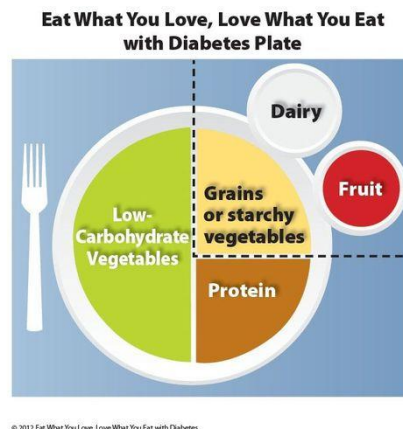 Eat What You Love, Love What You Eat
with Diabetes Plate
Dairy
Fruit
Grains
or starchy
vegetables
Low-
Carbohydrate
Vegetables
Protein
© 2012 Eat What You Love, Love What You Eat with Diabetes